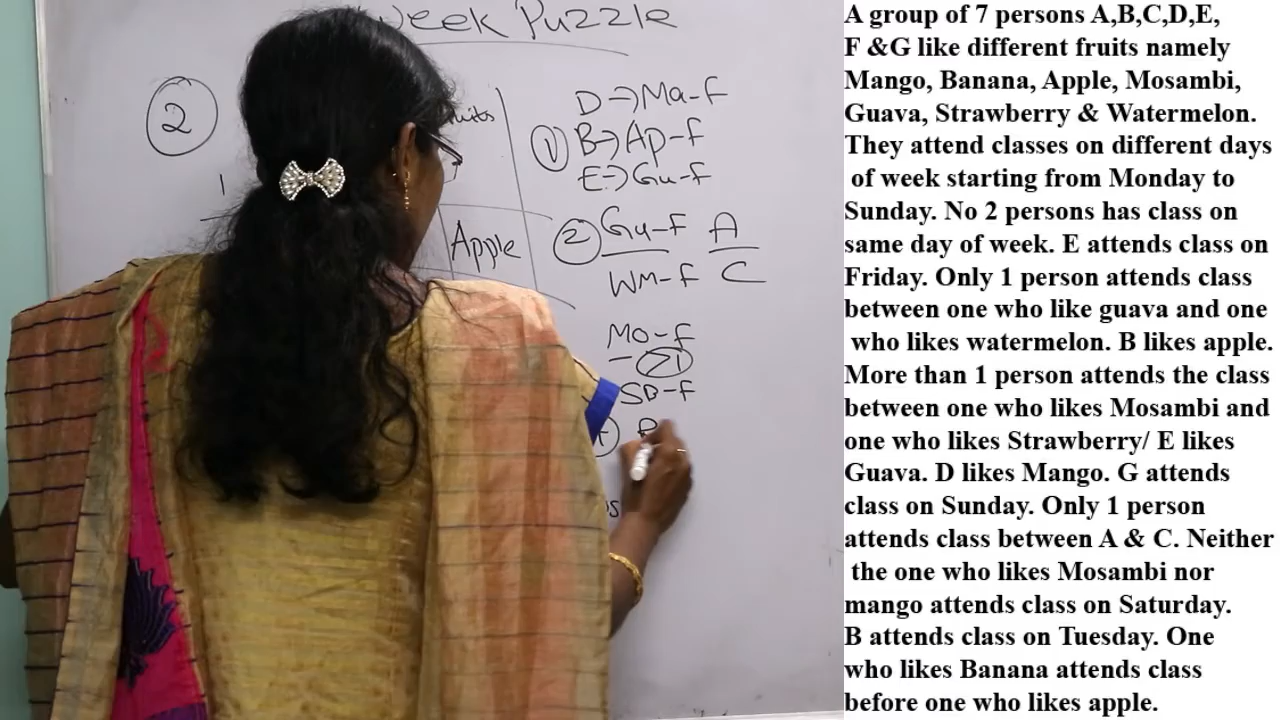 Week Puzzle
2
D->Ma-f
1 B->Ap-f
E->Gu-f
Apple
2 Gu-f A
WM-f C
Mo-f
>1
SB-f
A group of 7 persons A,B,C,D,E,
F &G like different fruits namely
Mango, Banana, Apple, Mosambi,
Guava, Strawberry & Watermelon.
They attend classes on different days
of week starting from Monday to
Sunday. No 2 persons has class on
same day of week. E attends class on
Friday. Only 1 person attends class
between one who like guava and one
who likes watermelon. B likes apple.
More than 1 person attends the class
between one who likes Mosambi and
one who likes Strawberry/ E likes
Guava. D likes Mango. G attends
class on Sunday. Only 1 person
attends class between A & C. Neither
the one who likes Mosambi nor
mango attends class on Saturday.
B attends class on Tuesday. One
who likes Banana attends class
before one who likes apple.